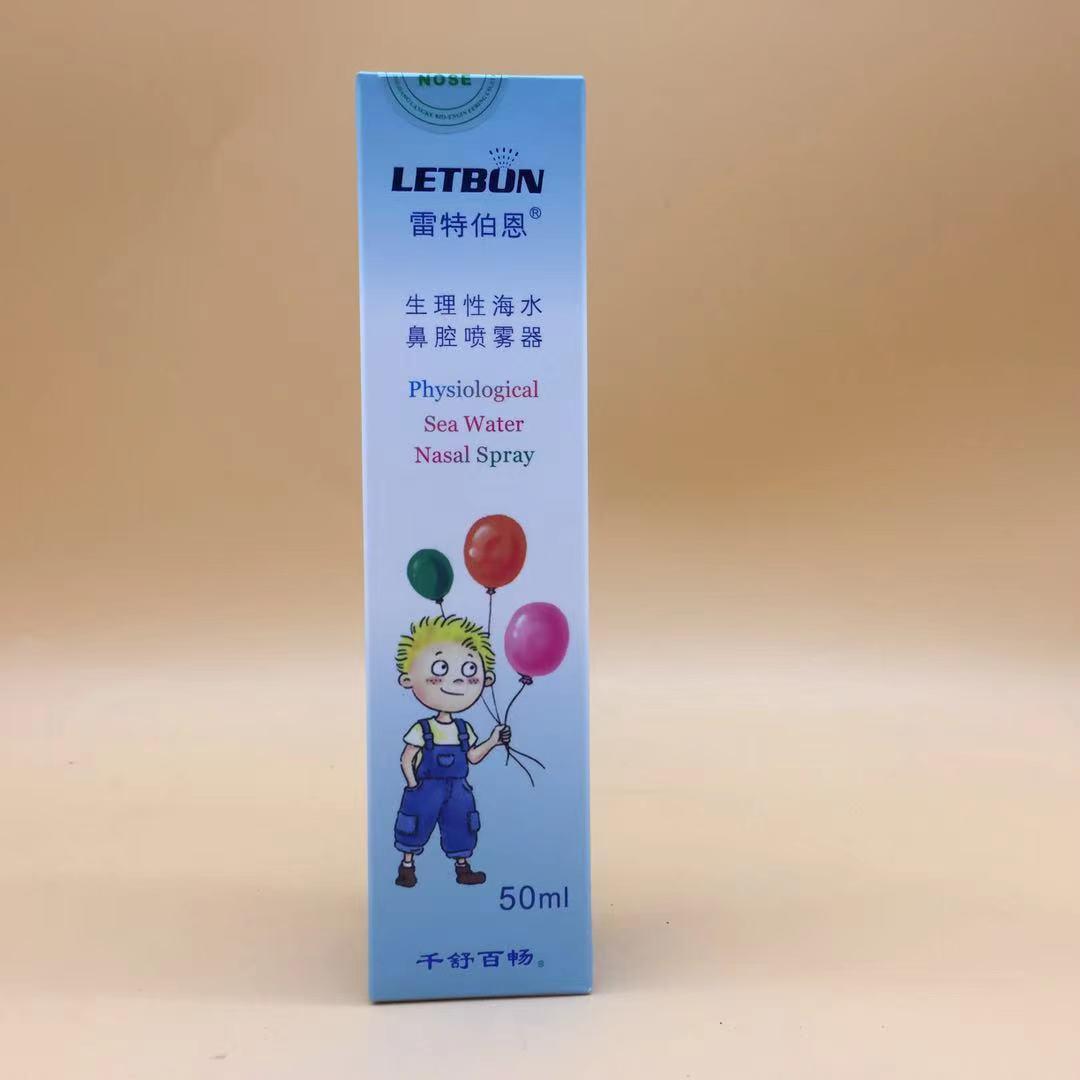 NOSE
LETBON
雷特伯恩®
生理性海水
鼻腔喷雾器
Physiological
Sea Water
Nasal Spray
50ml
千舒百畅®